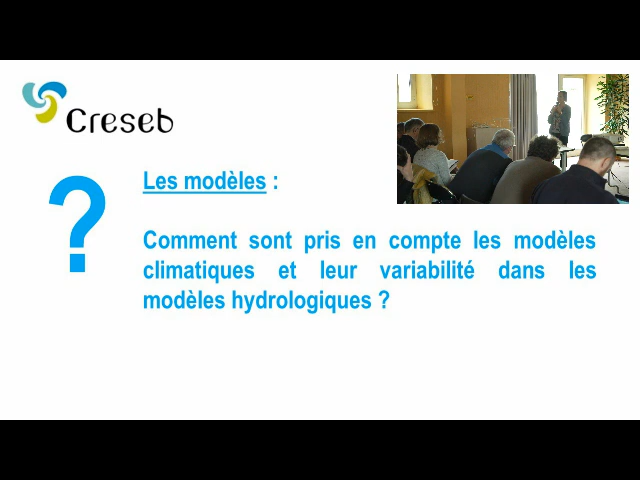 Creseb
?
Les modèles :
Comment sont pris en compte les modèles
climatiques et leur variabilité dans les
modèles hydrologiques ?